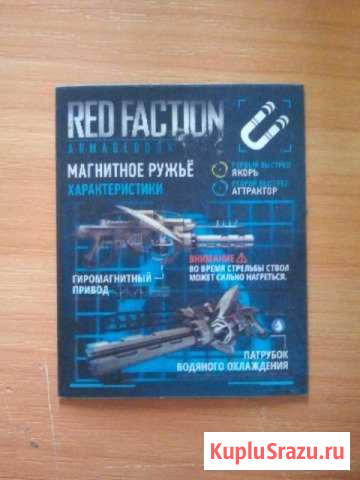 RED FACTION
ARMAGEDDON
МАГНИТНОЕ РУЖЬЁ
ХАРАКТЕРИСТИКИ
ПЕРВЫЙ ВЫСТРЕЛ
ЯКОРЬ
ВТОРОЙ ВЫСТРЕЛ
АТТРАКТОР
ВНИМАНИЕ
ВО ВРЕМЯ СТРЕЛЬБЫ СТВОЛ
МОЖЕТ СИЛЬНО НАГРЕТЬСЯ.
ГИРОМАГНИТНЫЙ
ПРИВОД
ПАТРУБОК
ВОДЯНОГО ОХЛАЖДЕНИЯ
KupluSrazu.ru